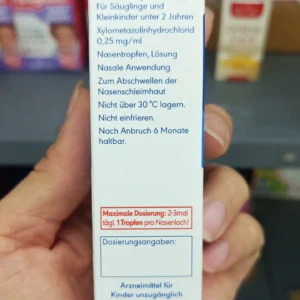 Für Säuglinge und
Kleinkinder unter 2 Jahren
Xylometazolinhydrochlorid
0,25 mg/ml
Nasentropfen, Lösung
Nasale Anwendung
Zum Abschwellen der
Nasenschleimhaut
Nicht über 30 °C lagern.
Nicht einfrieren.
Nach Anbruch 6 Monate
haltbar.
Maximale Dosierung: 2-3mal
tägl. 1 Tropfen pro Nasenloch!
Dosierungsangaben:
Arzneimittel für
Kinder unzugänglich